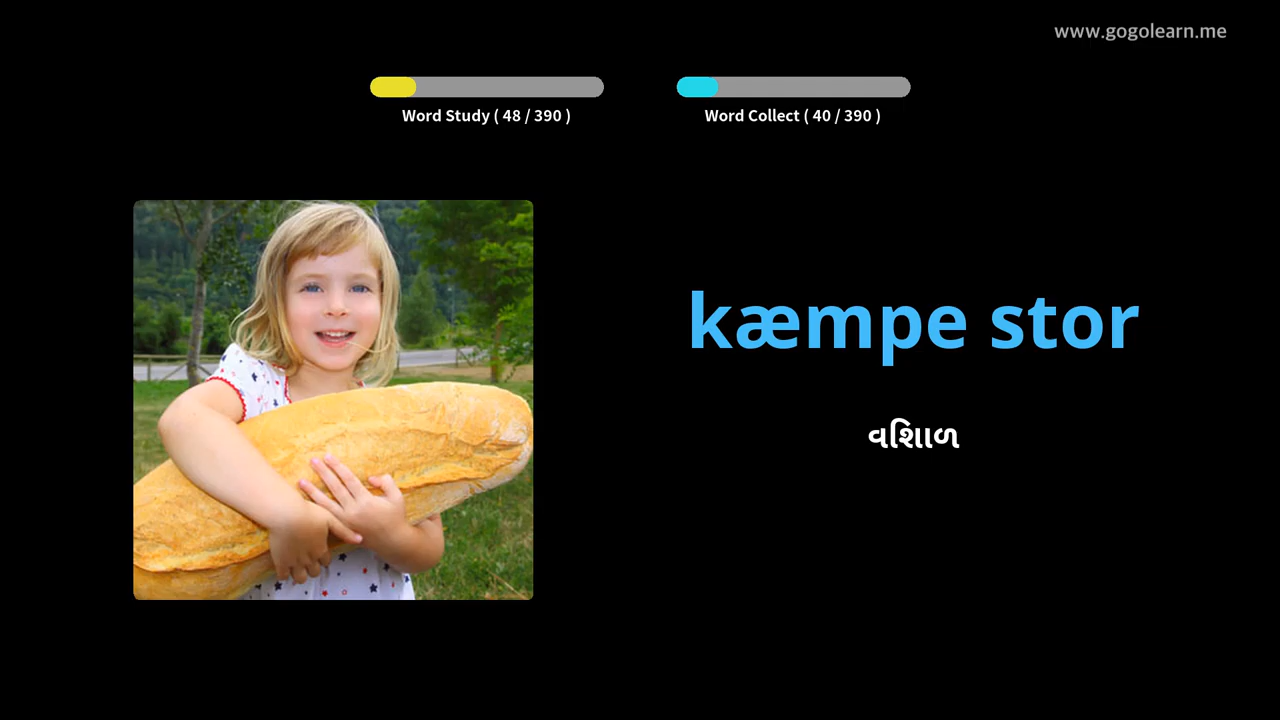 www.gogolearn.me
Word Study ( 48 / 390 )
Word Collect ( 40 / 390 )
kæmpe stor
વિશાળ